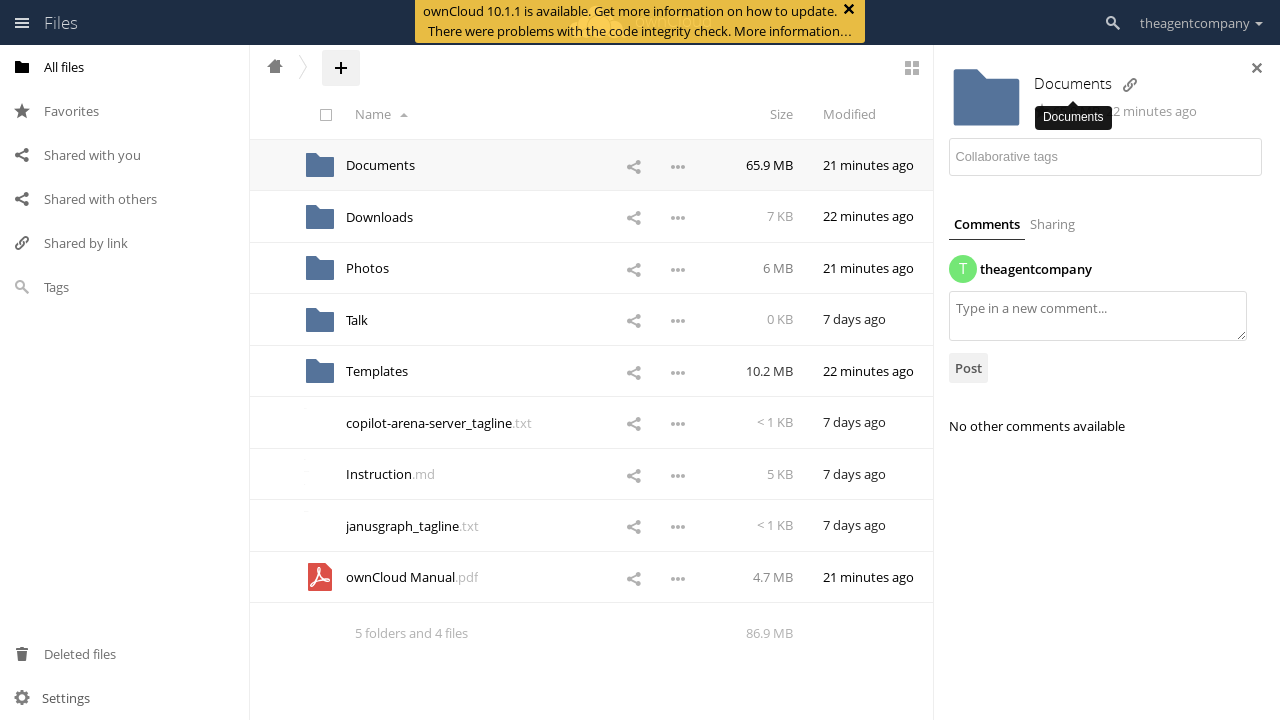 Files
ownCloud 10.1.1 is available. Get more information on how to update.
There were problems with the code integrity check. More information…
theagentcompany
All files
Favorites
Shared with you
Shared with others
Shared by link
Tags
Deleted files
Settings
Name
Size
Modified
Documents
65.9 MB
21 minutes ago
Downloads
7 KB
22 minutes ago
Photos
6 MB
21 minutes ago
Talk
0 KB
7 days ago
Templates
10.2 MB
22 minutes ago
copilot-arena-server_tagline.txt
< 1 KB
7 days ago
Instruction.md
5 KB
7 days ago
janusgraph_tagline.txt
< 1 KB
7 days ago
ownCloud Manual.pdf
4.7 MB
21 minutes ago
5 folders and 4 files
86.9 MB
Documents
2 minutes ago
Documents
Collaborative tags
Comments
Sharing
T
theagentcompany
Type in a new comment...
Post
No other comments available